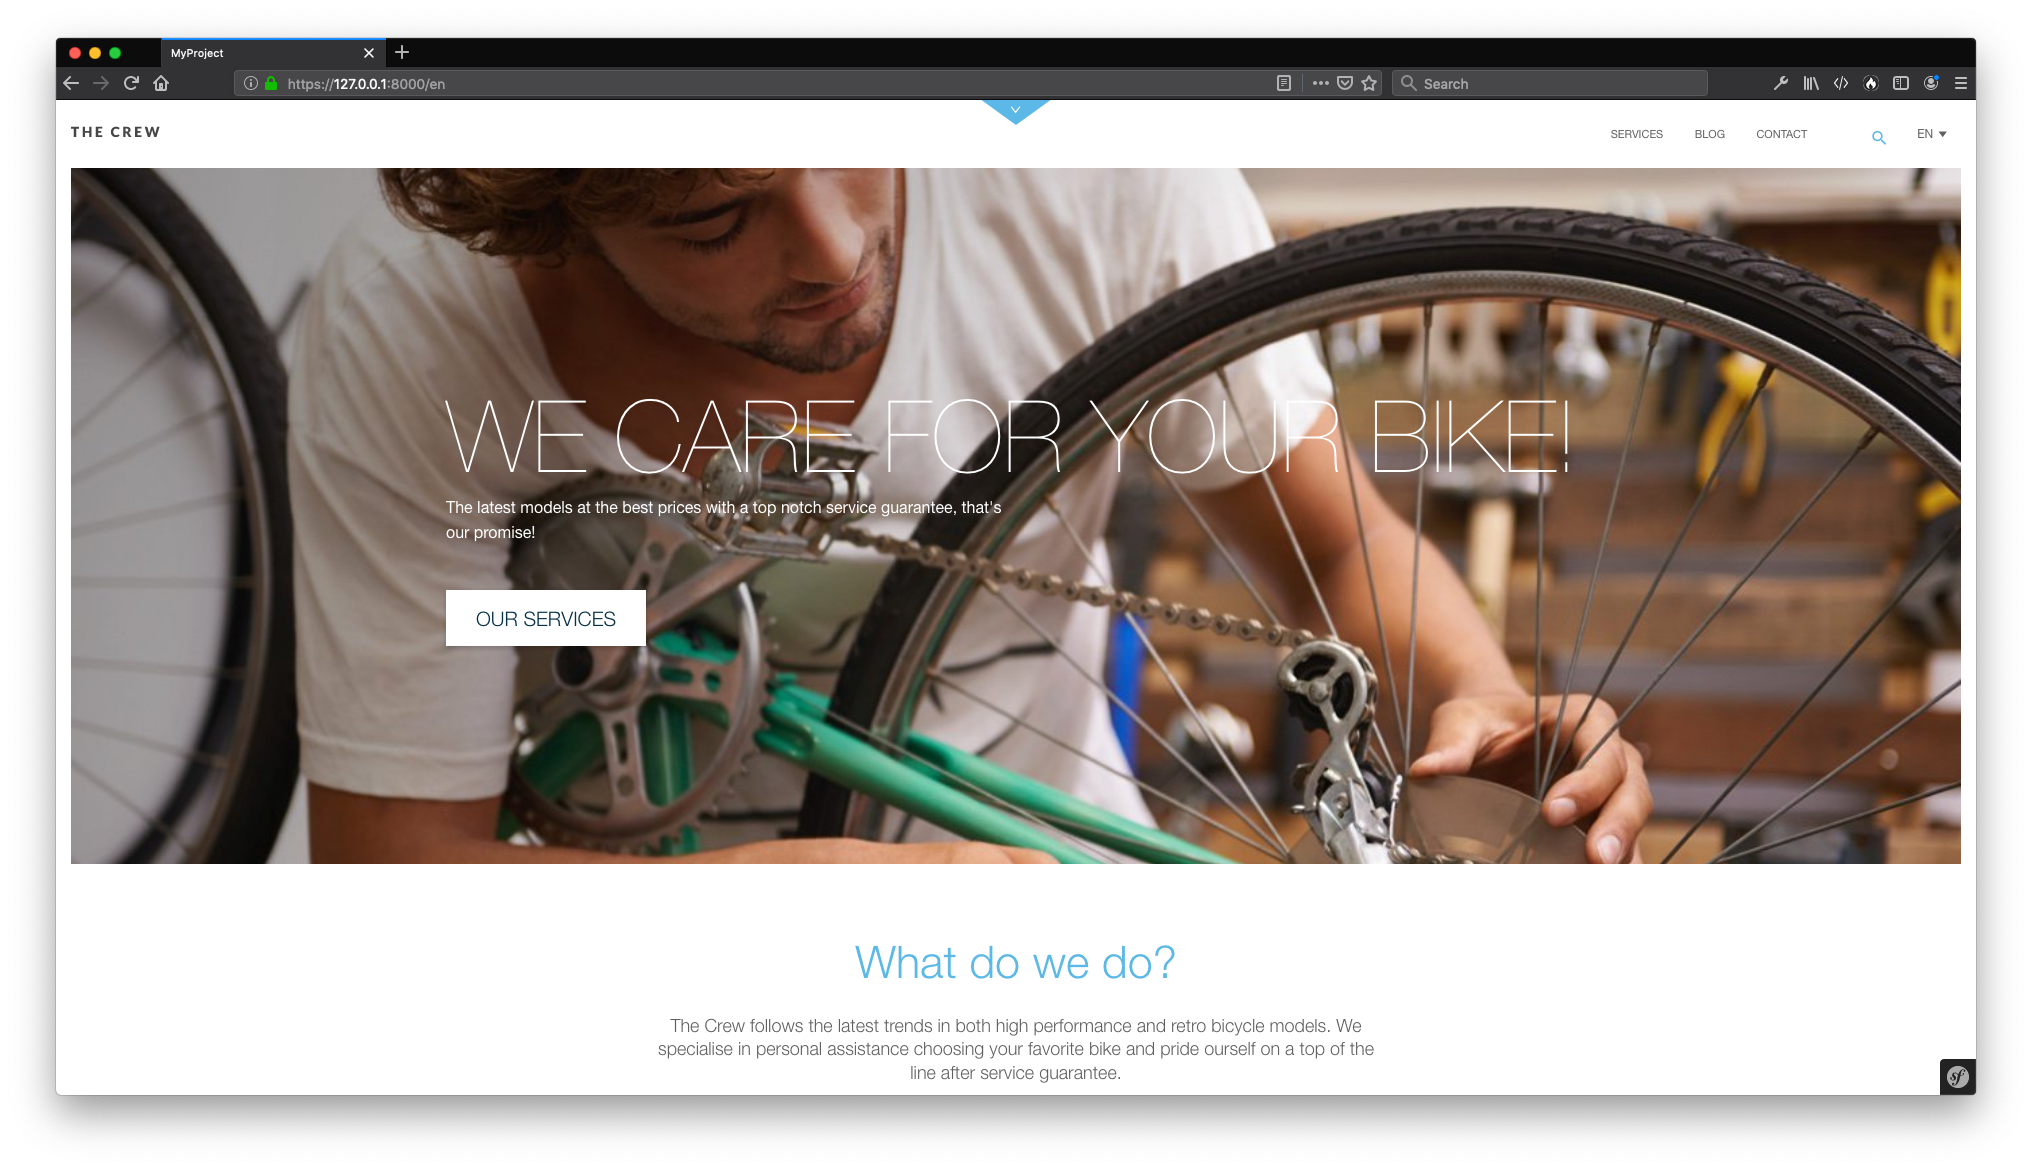 MyProject
https://127.0.0.1:8000/en
Search
THE CREW
SERVICES
BLOG
CONTACT
EN
WE CARE FOR YOUR BIKE!
The latest models at the best prices with a top notch service guarantee, that's
our promise!
OUR SERVICES
What do we do?
The Crew follows the latest trends in both high performance and retro bicycle models. We
specialise in personal assistance choosing your favorite bike and pride ourself on a top of the
line after service guarantee.
sf